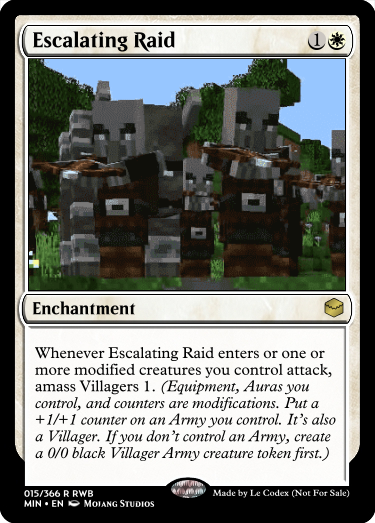 Escalating Raid 1
Enchantment
Whenever Escalating Raid enters or one or
more modified creatures you control attack,
amass Villagers 1. (Equipment, Auras you
control, and counters are modifications. Put a
+1/+1 counter on an Army you control. It's also
a Villager. If you don't control an Army, create
a 0/0 black Villager Army creature token first.)
015/366 R RWB
MIN • EN Mojang Studios
Made by Le Codex (Not For Sale)